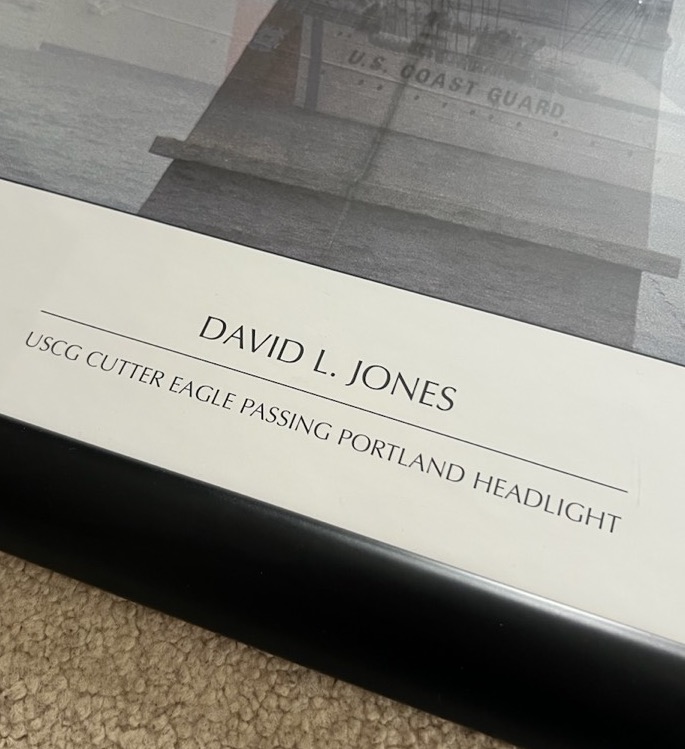 U.S. COAST GUARD
DAVID L. JONES
USCG CUTTER EAGLE PASSING PORTLAND HEADLIGHT